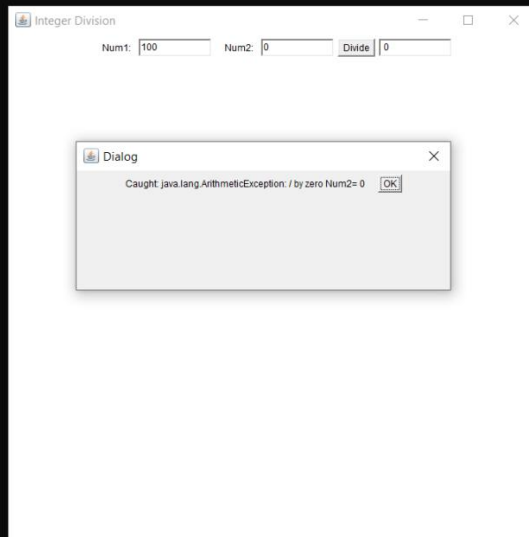 Integer Division
Num1: 100 Num2: 0 Divide 0
Dialog
Caught: java.lang.ArithmeticException: / by zero Num2= 0 OK